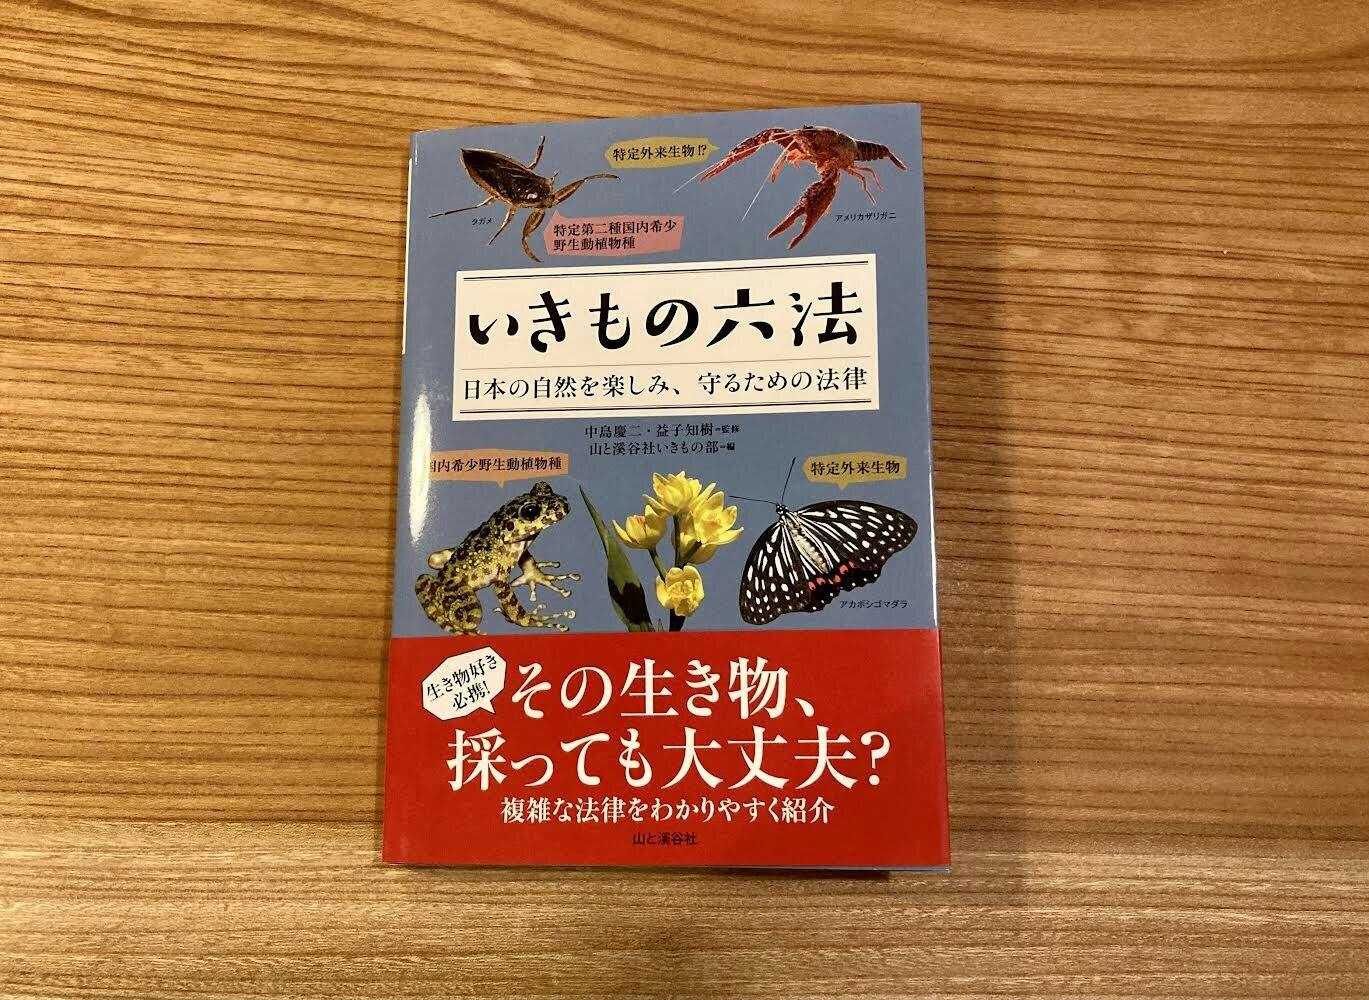 特定外来生物!?
タガメ
アメリカザリガニ
特定第二種国内希少
野生動植物種
いきもの六法
日本の自然を楽しみ、守るための法律
中島慶二・益子知樹=監修
山と溪谷社いきもの部=編
国内希少野生動植物種
特定外来生物
アカボシゴマダラ
生き物好き
必携!
その生き物、
採っても大丈夫?
複雑な法律をわかりやすく紹介
山と溪谷社